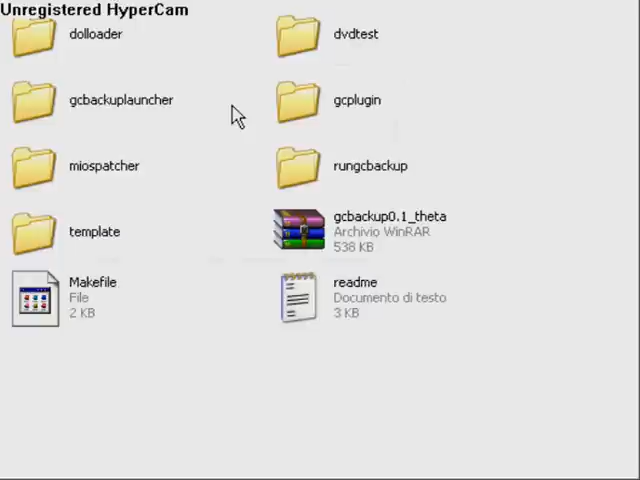 Unregistered HyperCam
dolloader
dvdtest
gcbackuplauncher
gcplugin
miospatcher
rungcbackup
template
gcbackup0.1_theta
Archivio WinRAR
538 KB
Makefile
File
2 KB
readme
Documento di testo
3 KB